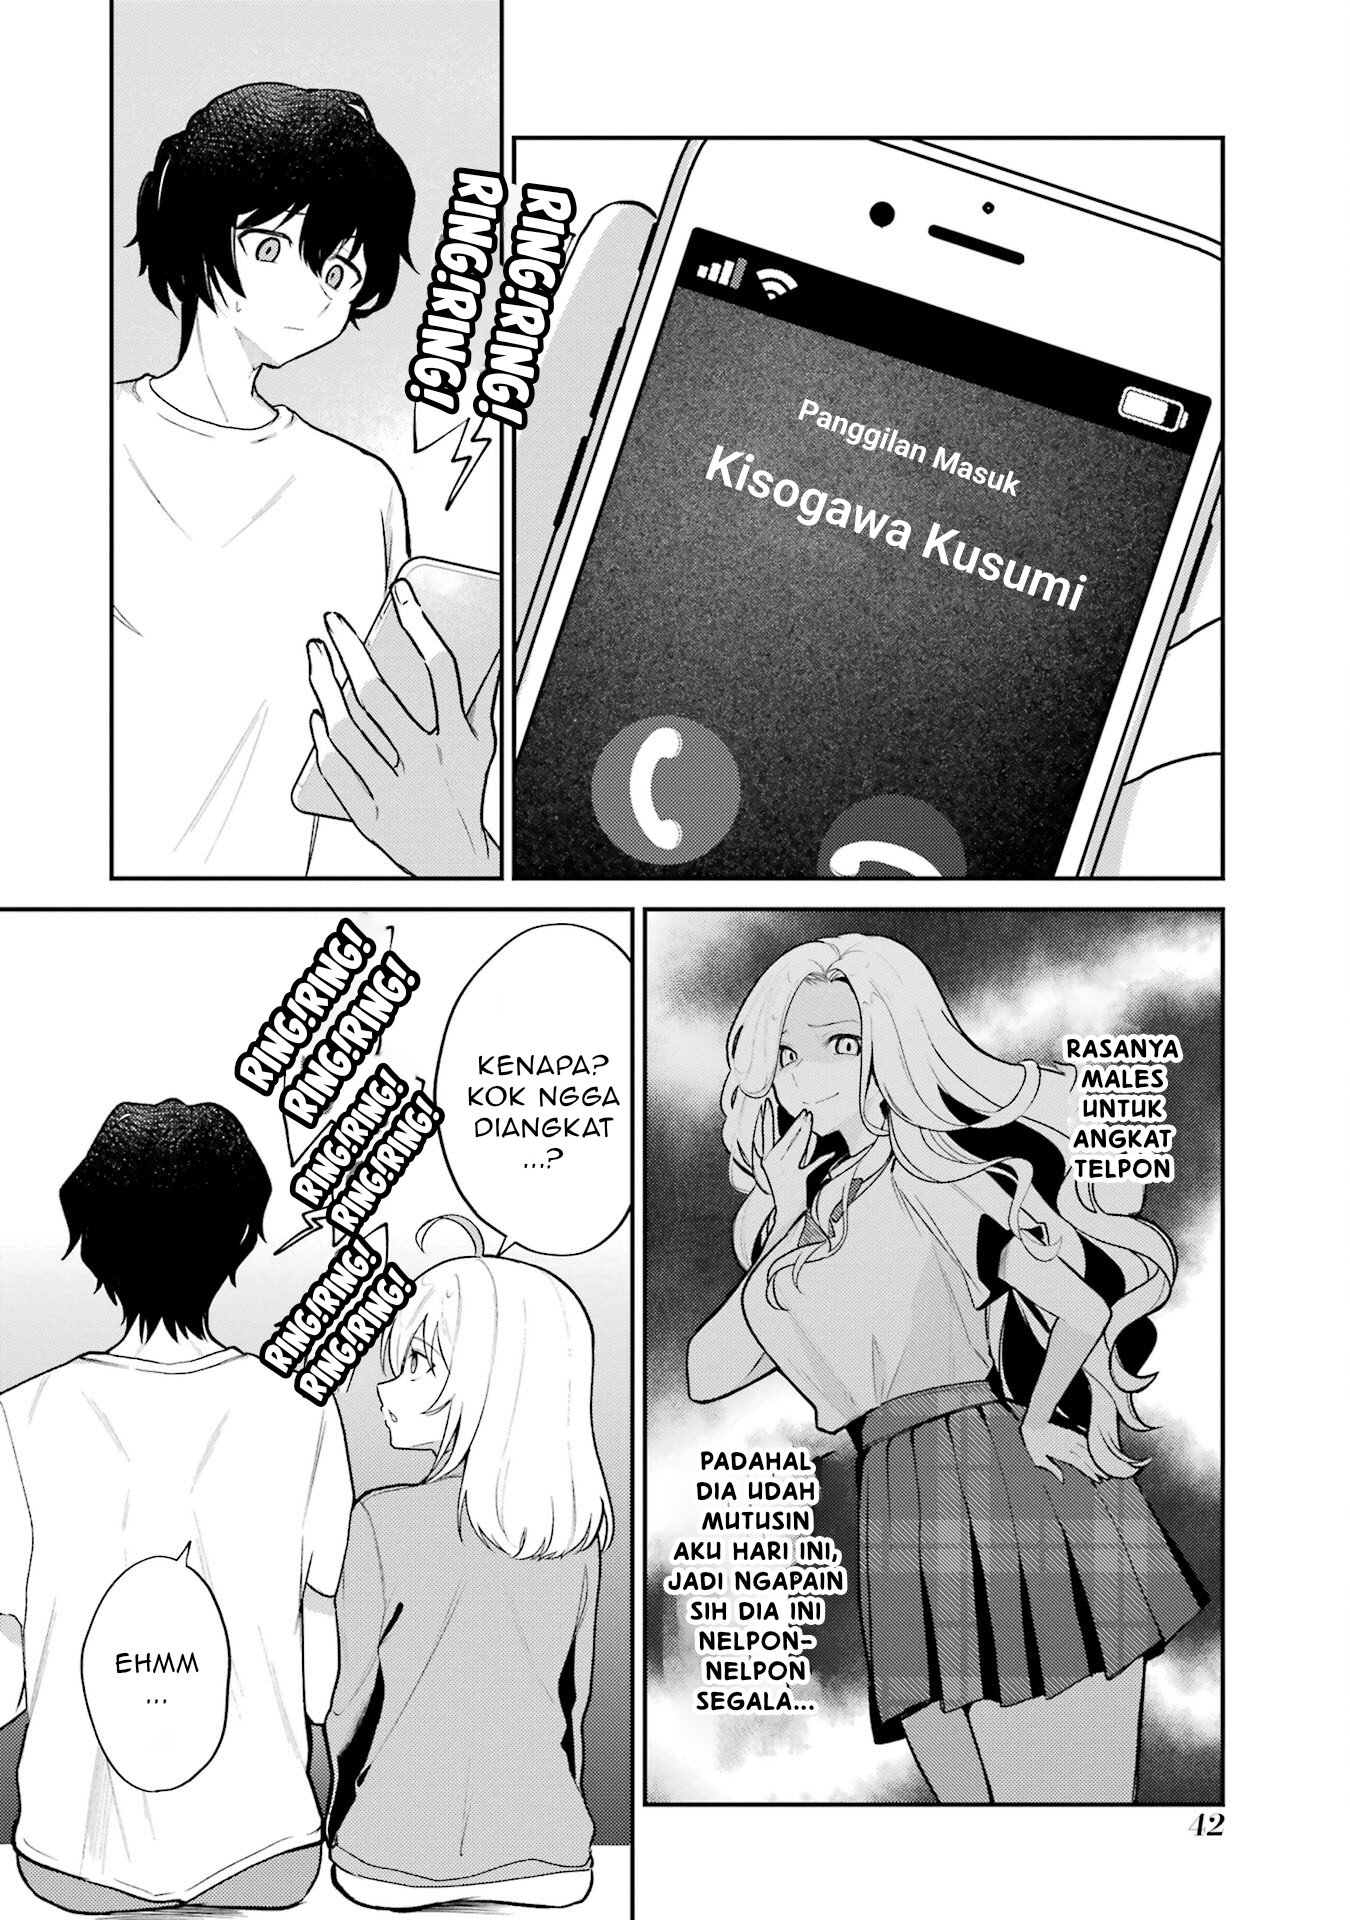 Panggilan Masuk
Kisogawa Kusumi
RING!RING!
RING!RING!
RASANYA
MALES
UNTUK
ANGKAT
TELPON
PADAHAL
DIA UDAH
MUTUSIN
AKU HARI INI,
JADI NGAPAIN
SIH DIA INI
NELPON-
NELPON
SEGALA...
KENAPA?
KOK NGGA
DIANGKAT
...?
RING!RING!
RING!RING!
RING!RING!
RING!RING!
RING!RING!
RING!RING!
EHMM
...
42